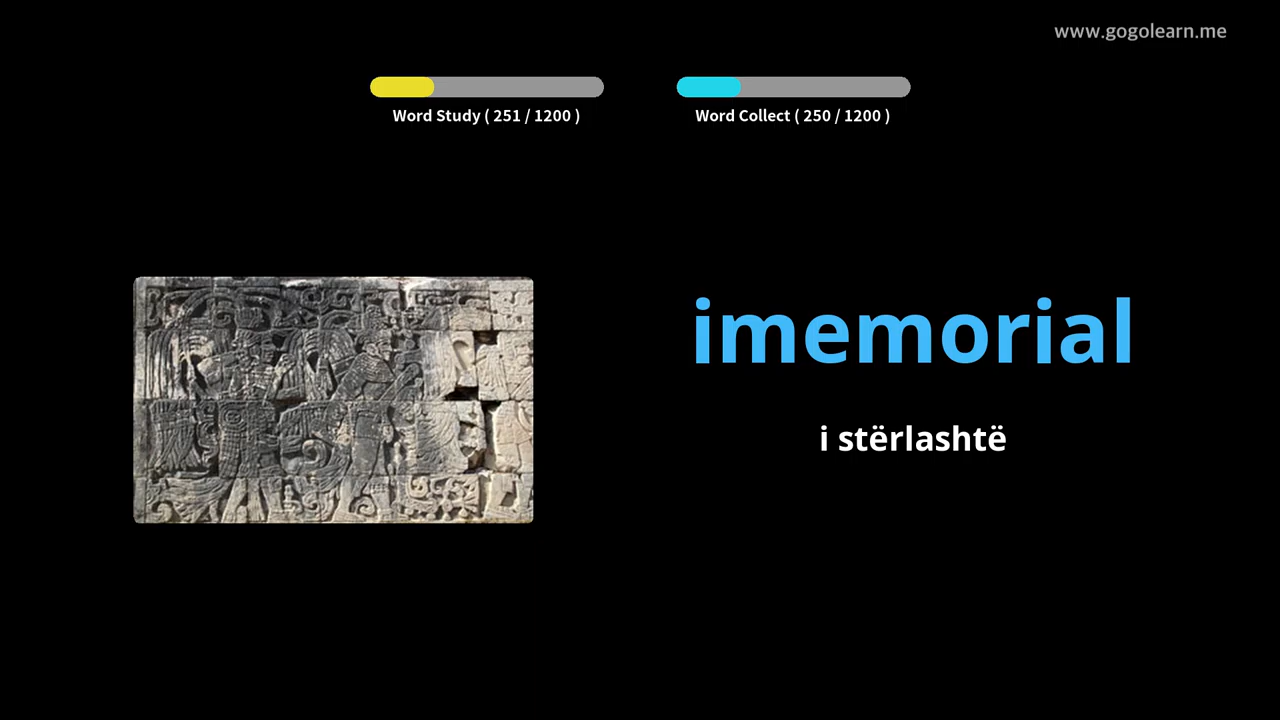 www.gogolearn.me
Word Study ( 251 / 1200 )
Word Collect ( 250 / 1200 )
imemorial
i stërlashtë